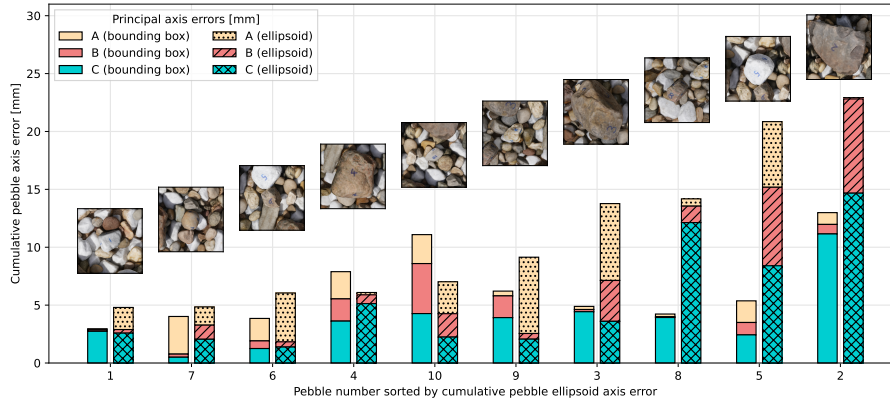 Principal axis errors [mm]
A (bounding box) A (ellipsoid)
B (bounding box) B (ellipsoid)
C (bounding box) C (ellipsoid)
Cumulative pebble axis error [mm]
30
25
20
15
10
5
0
1 7 6 4 10 9 3 8 5 2
Pebble number sorted by cumulative pebble ellipsoid axis error